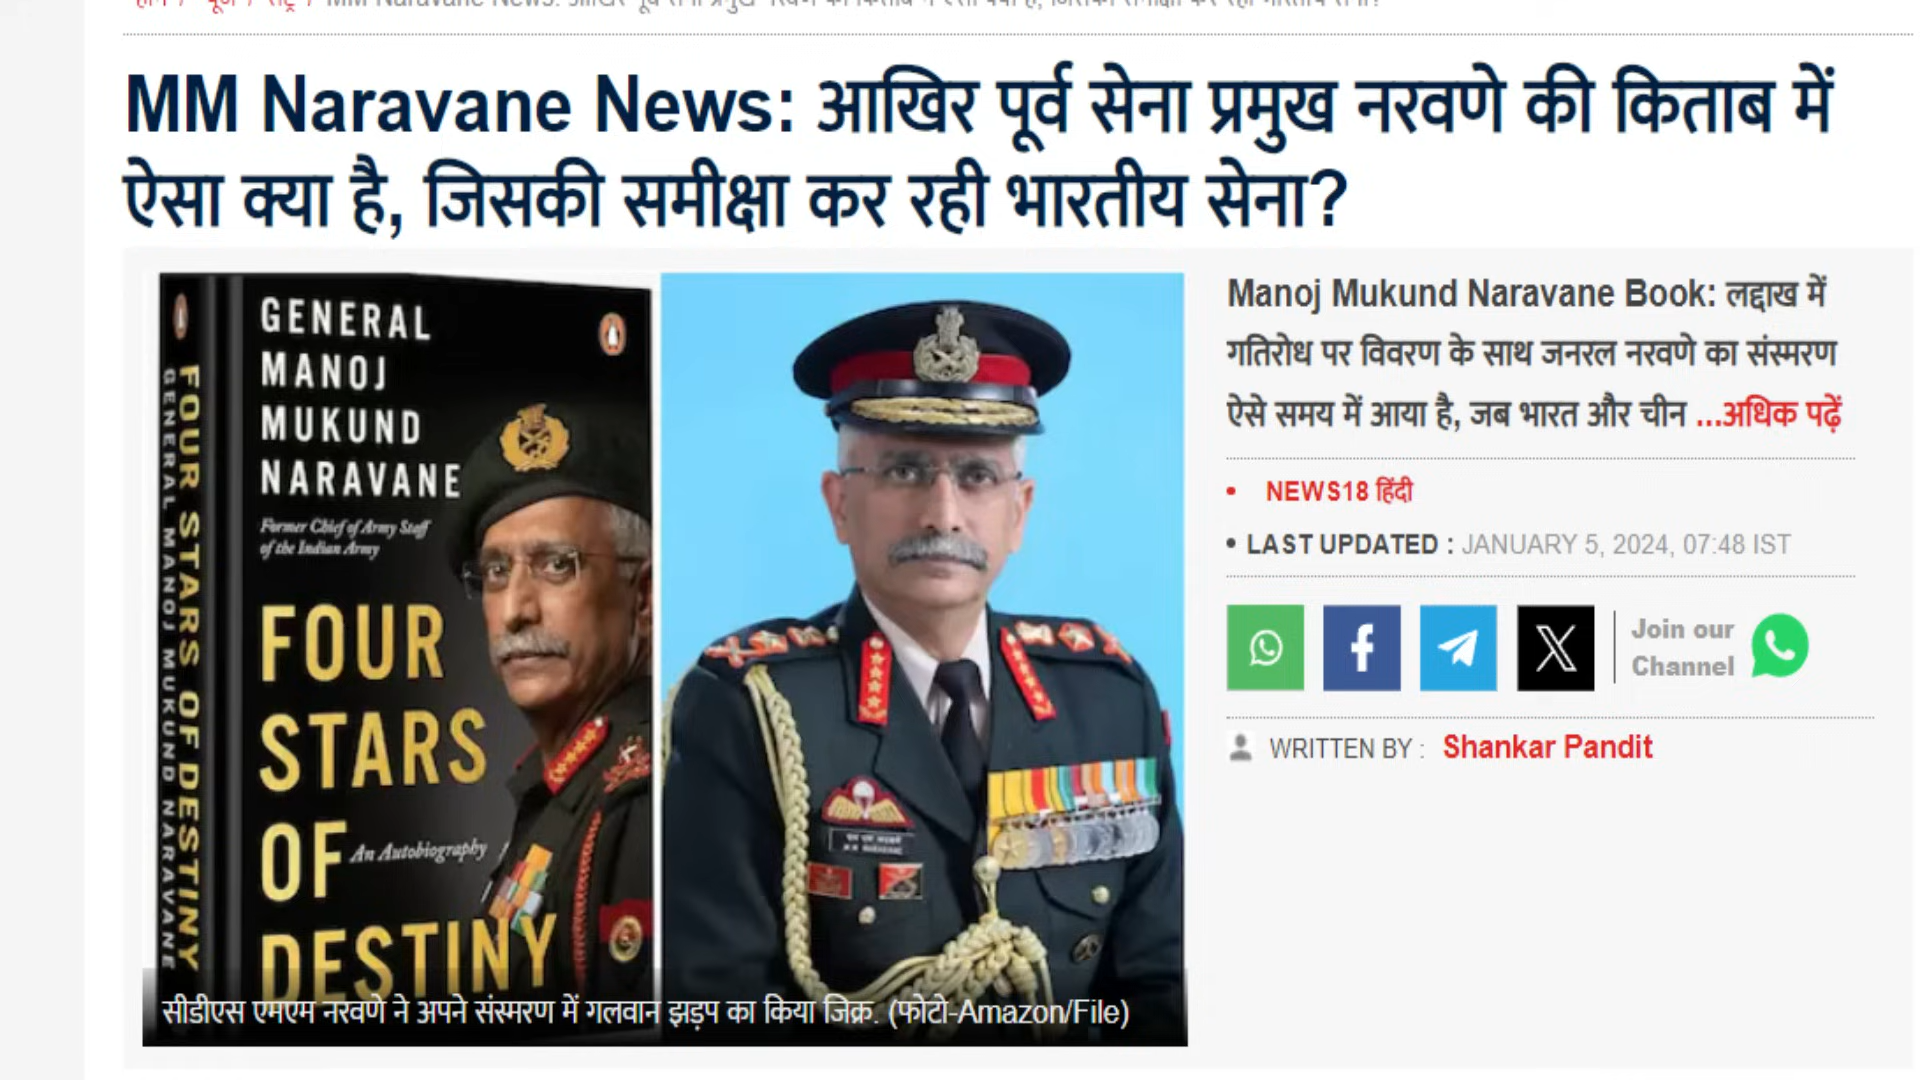 MM Naravane News: आखिर पूर्व सेना प्रमुख नरवणे की किताब में
ऐसा क्या है, जिसकी समीक्षा कर रही भारतीय सेना?
GENERAL
MANOJ
MUKUND
NARAVANE
Former Chief of Army Staff
of the Indian Army
FOUR
STARS
OF
An Autobiography
DESTINY
FOUR STARS OF DESTINY
GENERAL MANOJ MUKUND NARAVANE
सीडीएस एमएम नरवणे ने अपने संस्मरण में गलवान झड़प का किया जिक्र. (फोटो-Amazon/File)
Manoj Mukund Naravane Book: लद्दाख में
गतिरोध पर विवरण के साथ जनरल नरवणे का संस्मरण
ऐसे समय में आया है, जब भारत और चीन ...अधिक पढ़ें
• NEWS18 हिंदी
• LAST UPDATED : JANUARY 5, 2024, 07:48 IST
Join our
Channel
WRITTEN BY : Shankar Pandit